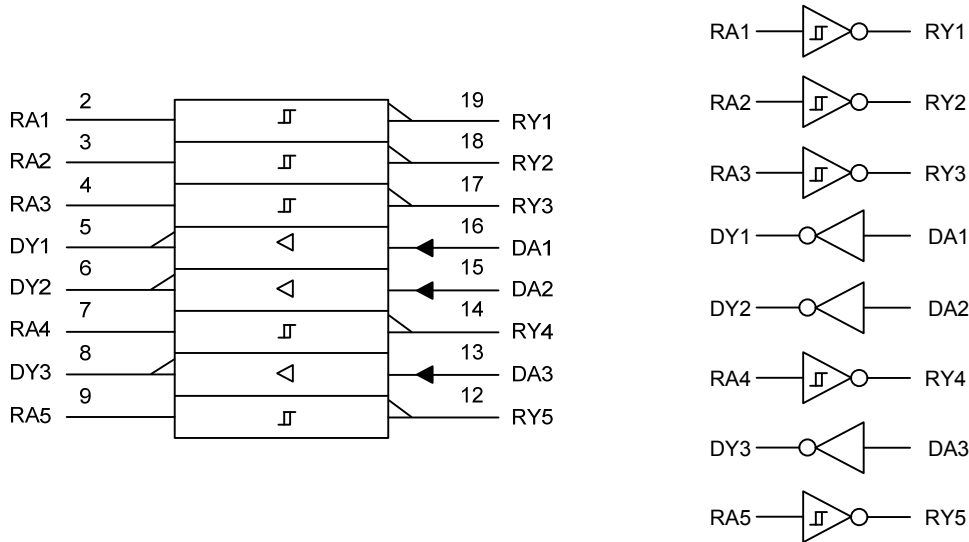 2 19
RA1 RY1
3 18
RA2 RY2
4 17
RA3 RY3
5 16
DY1 DA1
6 15
DY2 DA2
7 14
RA4 RY4
8 13
DY3 DA3
9 12
RA5 RY5
RA1 RY1
RA2 RY2
RA3 RY3
DY1 DA1
DY2 DA2
RA4 RY4
DY3 DA3
RA5 RY5